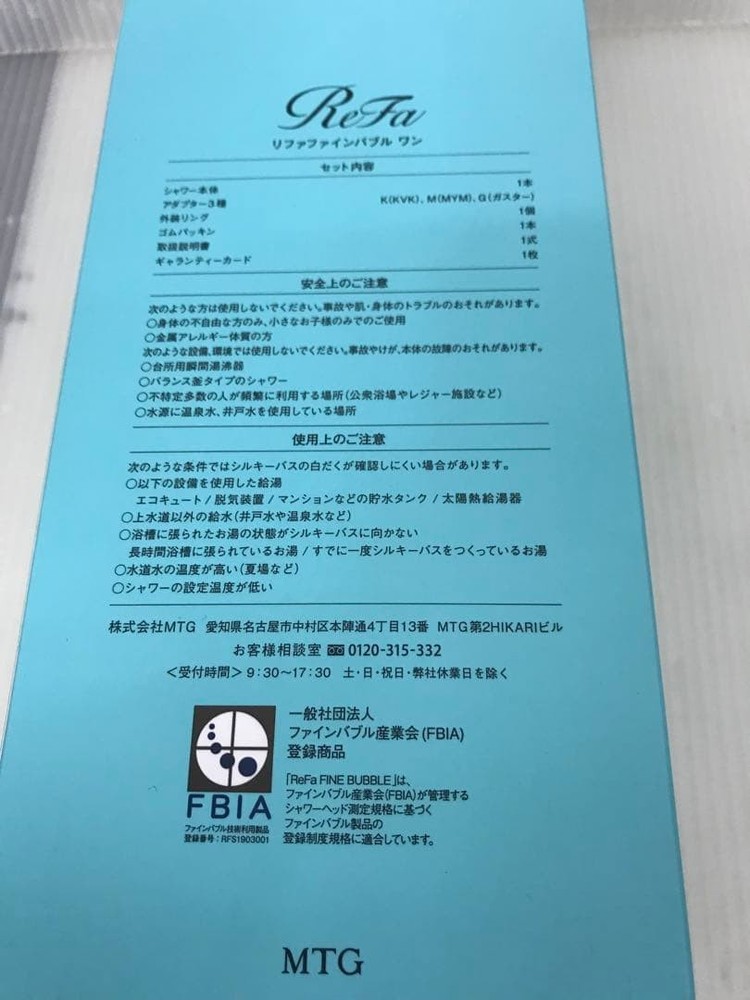 ReFa
リファファインバブル ワン
セット内容
シャワー本体 1本
アダプター3種 K(KVK)、M(MYM)、G(ガスター)
外装リング 1個
ゴムパッキン 1本
取扱説明書 1式
ギャランティーカード 1枚
安全上のご注意
次のような方は使用しないでください。事故や肌・身体のトラブルのおそれがあります。
○身体の不自由な方のみ、小さなお子様のみでのご使用
○金属アレルギー体質の方
次のような設備、環境では使用しないでください。事故やけが、本体の故障のおそれがあります。
○台所用瞬間湯沸器
○バランス釜タイプのシャワー
○不特定多数の人が頻繁に利用する場所(公衆浴場やレジャー施設など)
○水源に温泉水、井戸水を使用している場所
使用上のご注意
次のような条件ではシルキーバスの白だくが確認しにくい場合があります。
○以下の設備を使用した給湯
エコキュート / 脱気装置 / マンションなどの貯水タンク / 太陽熱給湯器
○上水道以外の給水(井戸水や温泉水など)
○浴槽に張られたお湯の状態がシルキーバスに向かない
長時間浴槽に張られているお湯 / すでに一度シルキーバスをつくっているお湯
○水道水の温度が高い(夏場など)
○シャワーの設定温度が低い
株式会社MTG 愛知県名古屋市中村区本陣通4丁目13番 MTG第2HIKARIビル
お客様相談室 0120-315-332
＜受付時間＞9:30〜17:30 土・日・祝日・弊社休業日を除く
一般社団法人
ファインバブル産業会(FBIA)
登録商品
「ReFa FINE BUBBLE」は、
ファインバブル産業会(FBIA)が管理する
シャワーヘッド測定規格に基づく
ファインバブル製品の
登録制度規格に適合しています。
FBIA
ファインバブル技術利用製品
登録番号：RFS1903001
MTG